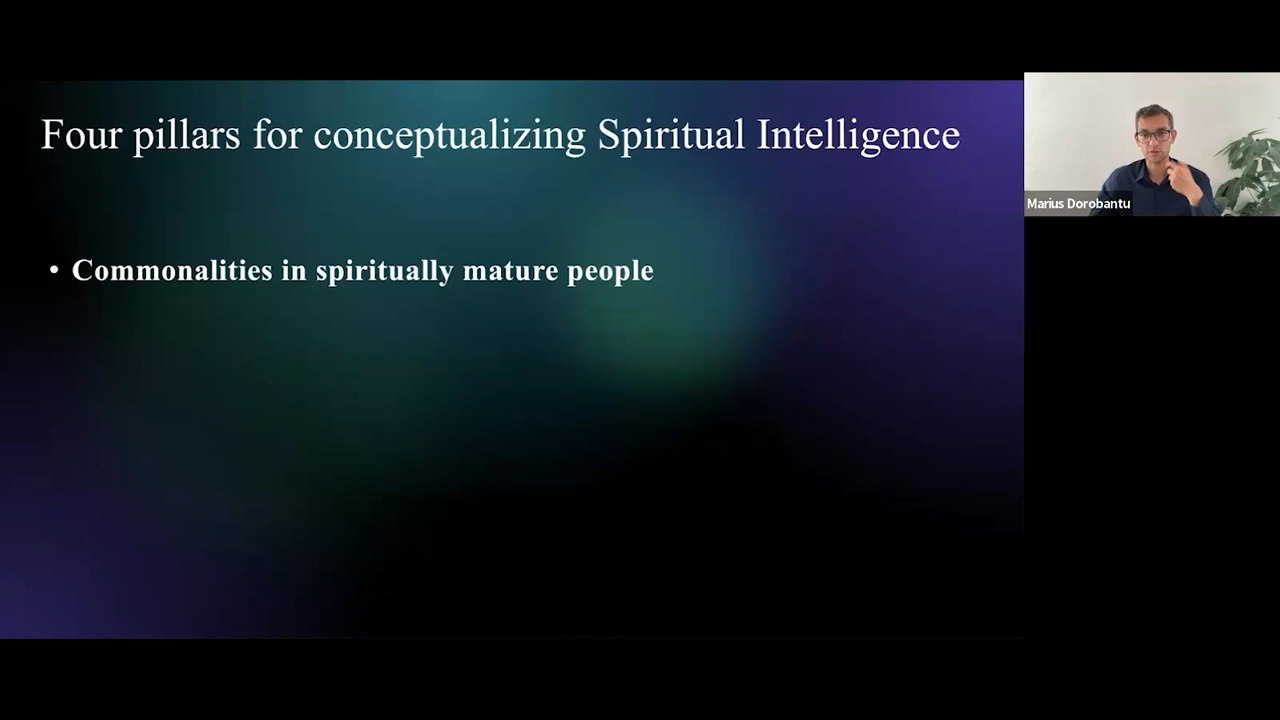 Four pillars for conceptualizing Spiritual Intelligence
• Commonalities in spiritually mature people
Marius Dorobantu